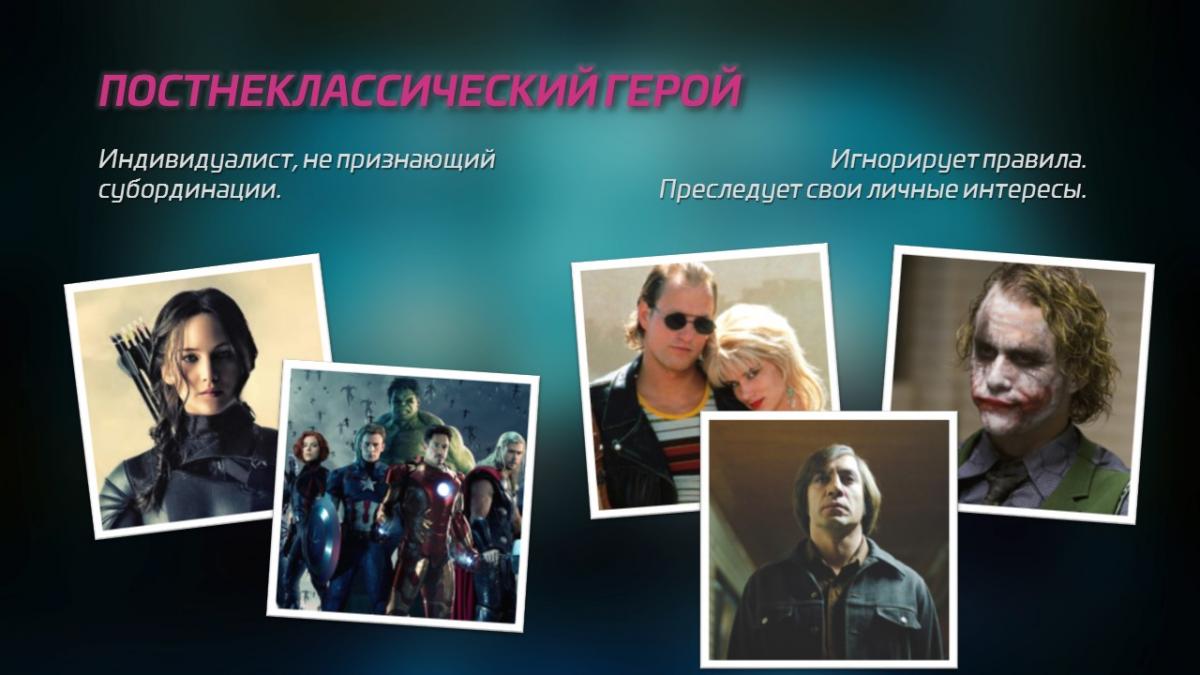 ПОСТНЕКЛАССИЧЕСКИЙ ГЕРОЙ
Индивидуалист, не признающий
субординации.
Игнорирует правила.
Преследует свои личные интересы.